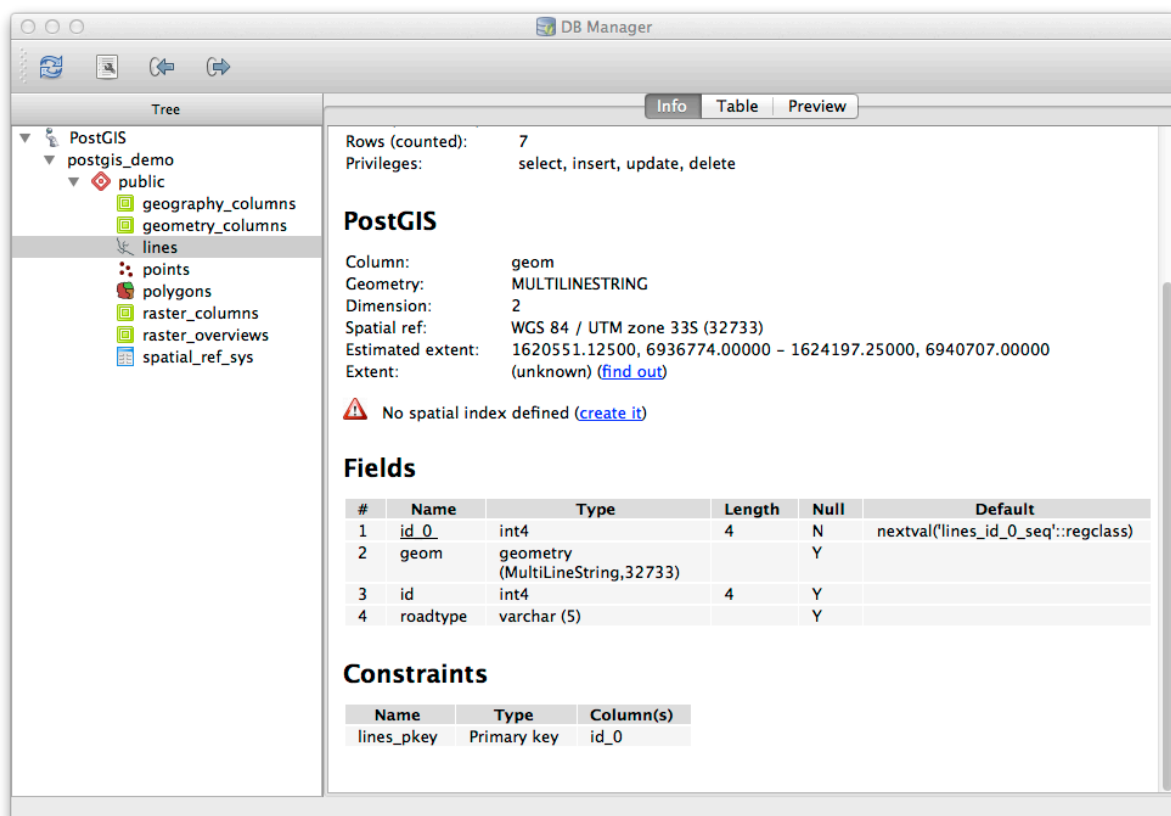 DB Manager
Tree
Info Table Preview
PostGIS
postgis_demo
public
geography_columns
geometry_columns
lines
points
polygons
raster_columns
raster_overviews
spatial_ref_sys
Rows (counted): 7
Privileges: select, insert, update, delete
PostGIS
Column: geom
Geometry: MULTILINESTRING
Dimension: 2
Spatial ref: WGS 84 / UTM zone 33S (32733)
Estimated extent: 1620551.12500, 6936774.00000 - 1624197.25000, 6940707.00000
Extent: (unknown) (find out)
No spatial index defined (create it)
Fields
# Name Type Length Null Default
1 id_0 int4 4 N nextval('lines_id_0_seq'::regclass)
2 geom geometry Y
(MultiLineString,32733)
3 id int4 4 Y
4 roadtype varchar (5) Y
Constraints
Name Type Column(s)
lines_pkey Primary key id_0